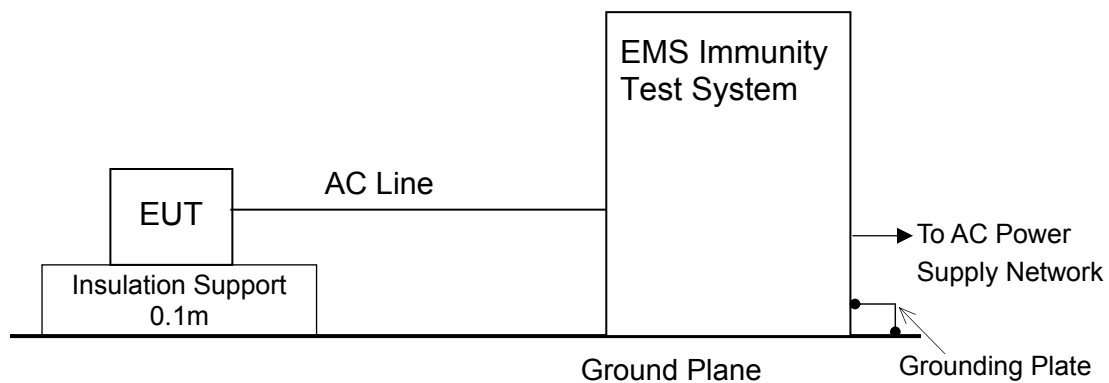 EMS Immunity
Test System
AC Line
EUT
To AC Power
Supply Network
Insulation Support
0.1m
Ground Plane
Grounding Plate